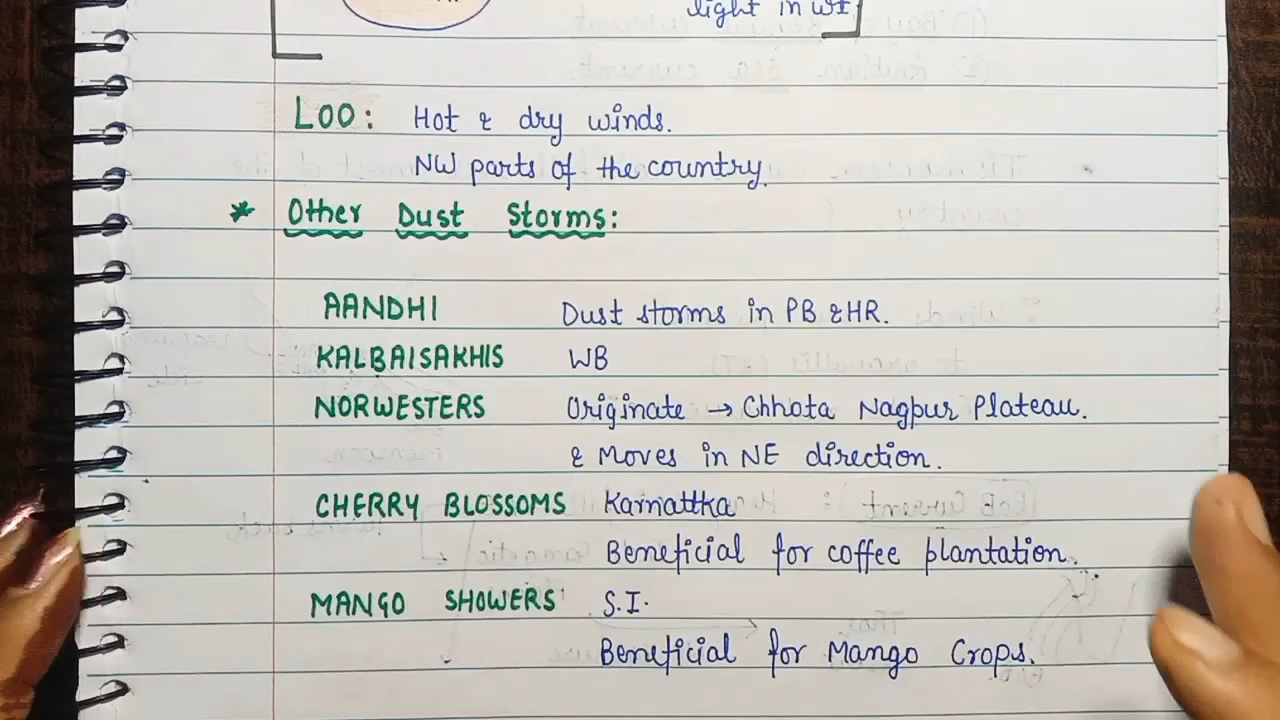 light in wt
LOO: Hot & dry winds.
NW parts of the country.
* Other Dust Storms:
AANDHI Dust storms in PB & HR.
KALBAISAKHIS WB
NORWESTERS Originate → Chhota Nagpur Plateau.
& Moves in NE direction.
CHERRY BLOSSOMS Karnattka
Beneficial for coffee plantation.
MANGO SHOWERS S.I.
Beneficial for Mango Crops.